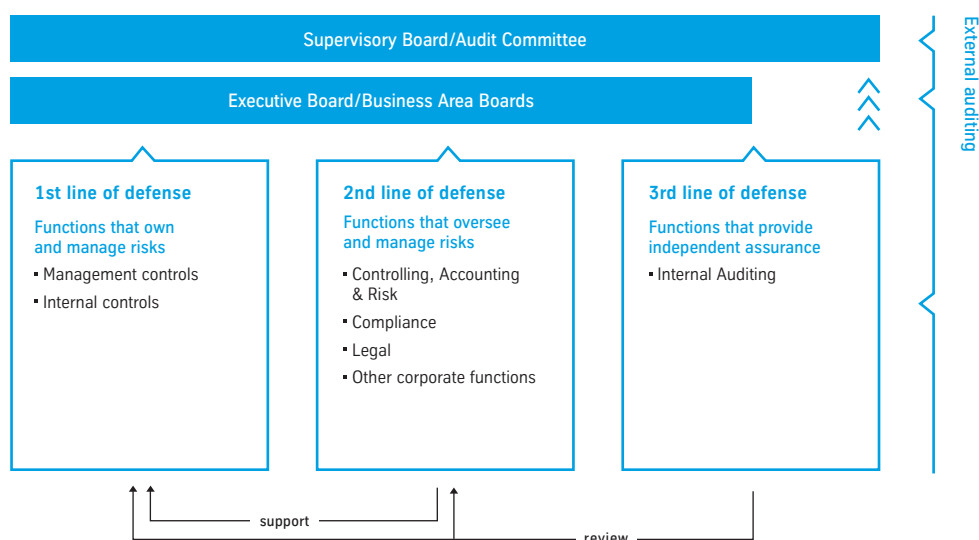 Supervisory Board/Audit Committee
Executive Board/Business Area Boards
External auditing
1st line of defense
Functions that own
and manage risks
▪ Management controls
▪ Internal controls
2nd line of defense
Functions that oversee
and manage risks
▪ Controlling, Accounting
& Risk
▪ Compliance
▪ Legal
▪ Other corporate functions
3rd line of defense
Functions that provide
independent assurance
▪ Internal Auditing
support
review